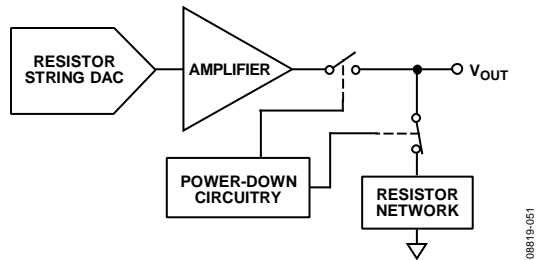 RESISTOR
STRING DAC
AMPLIFIER
VOUT
POWER-DOWN
CIRCUITRY
RESISTOR
NETWORK
08819-051